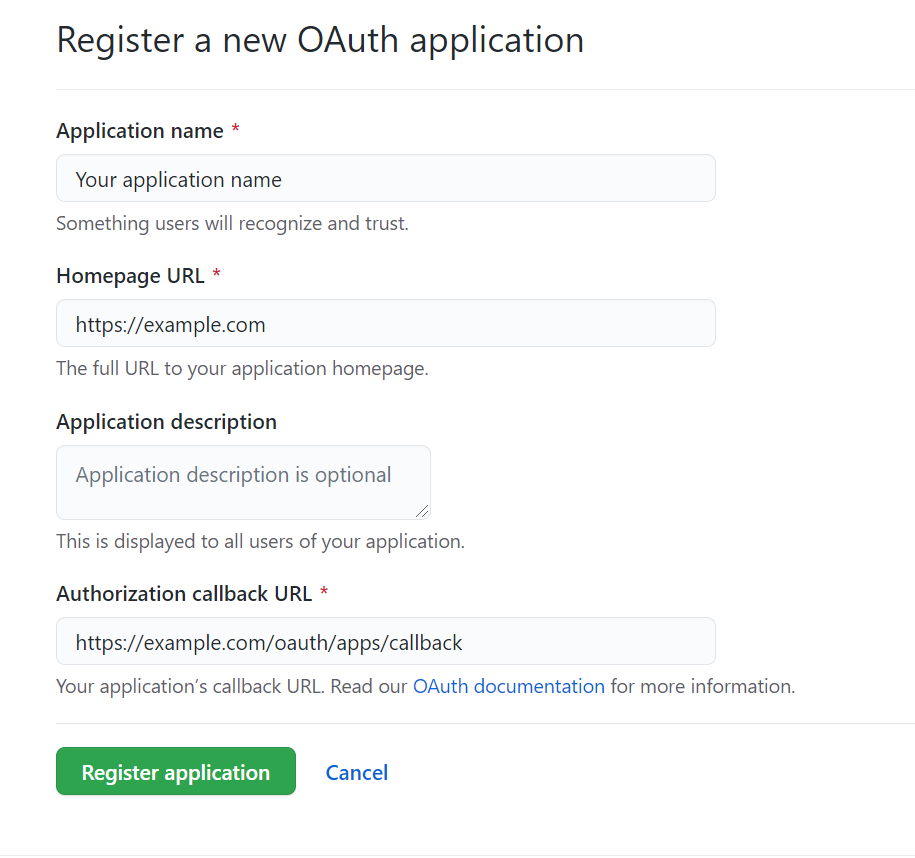 Register a new OAuth application
Application name *
Your application name
Something users will recognize and trust.
Homepage URL *
https://example.com
The full URL to your application homepage.
Application description
Application description is optional
This is displayed to all users of your application.
Authorization callback URL *
https://example.com/oauth/apps/callback
Your application's callback URL. Read our OAuth documentation for more information.
Register application Cancel